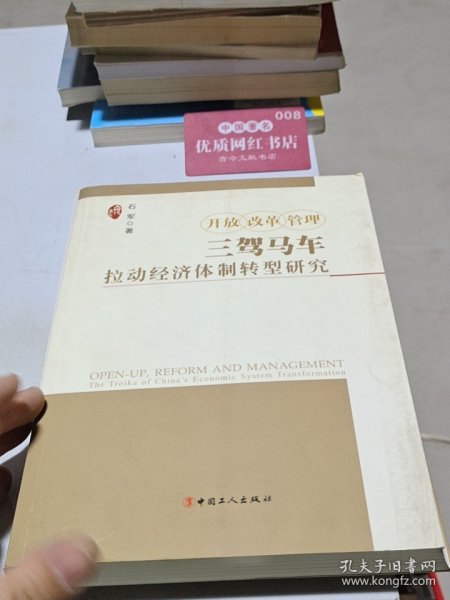 008
中国著名
优质网红书店
古今文献书店
石军◎著
开放 改革 管理
三驾马车
拉动经济体制转型研究
OPEN-UP, REFORM AND MANAGEMENT
The Troika of China's Economic System Transformation
中国工人出版社
孔夫子旧书网
www.kongfz.com